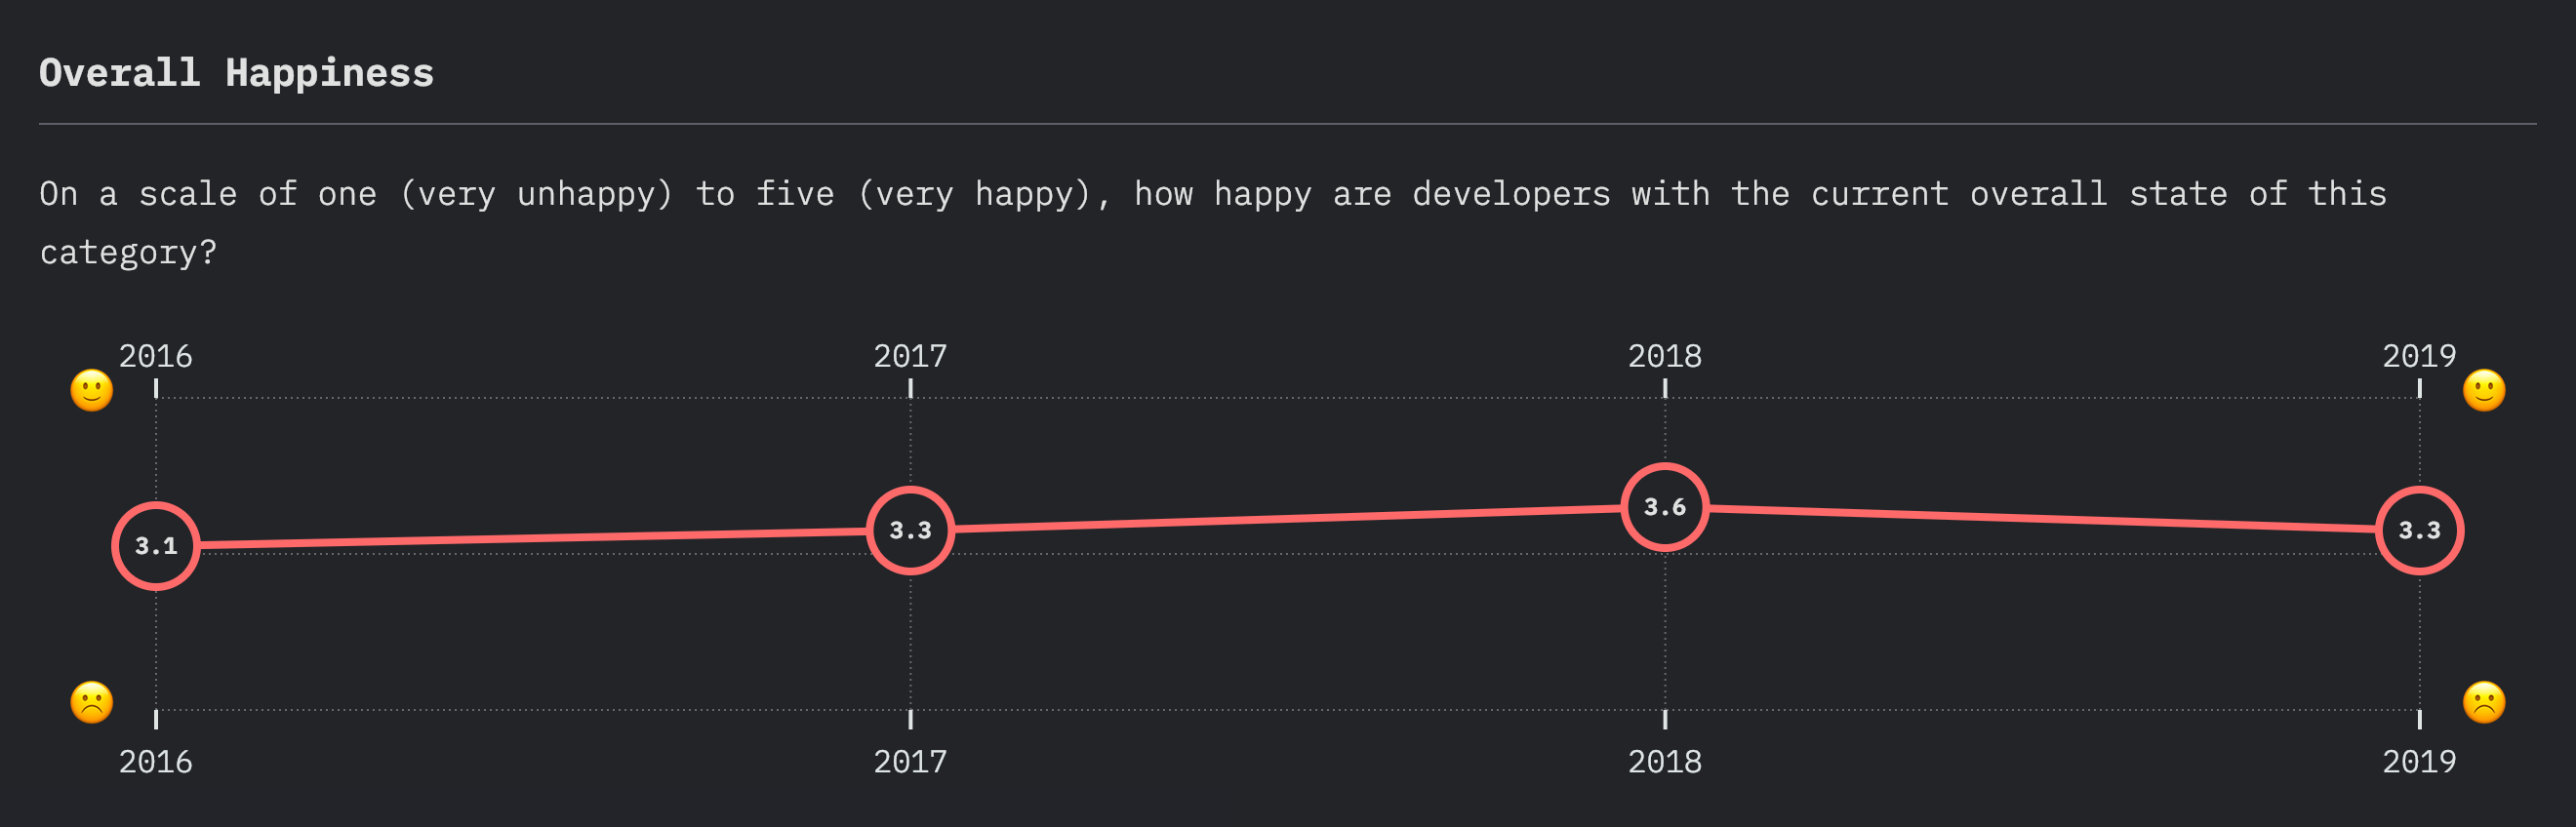 Overall Happiness
On a scale of one (very unhappy) to five (very happy), how happy are developers with the current overall state of this
category?
2016 2017 2018 2019
3.1 3.3 3.6 3.3
2016 2017 2018 2019